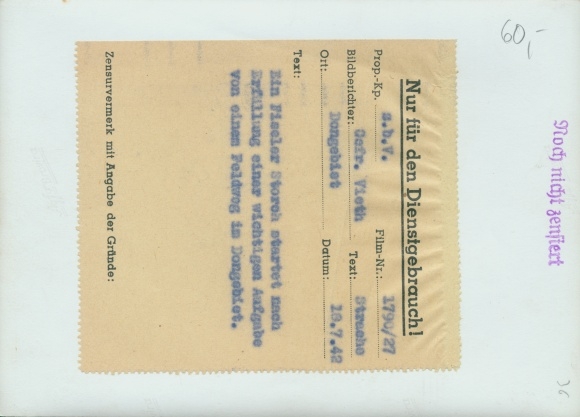 60,-
Noch nicht zensiert
Nur für den Dienstgebrauch!
Prop.-Kp. s.b.V. Film-Nr.: 1790/27
Bildberichter: Gefr. Vieth Text: Strache
Ort: Dongebiet Datum: 19.7.42
Text:
Ein Fiseler Storch startet nach
Erfüllung einer wichtigen Aufgabe
von einem Feldweg im Dongebiet.
Zensurvermerk mit Angabe der Gründe: